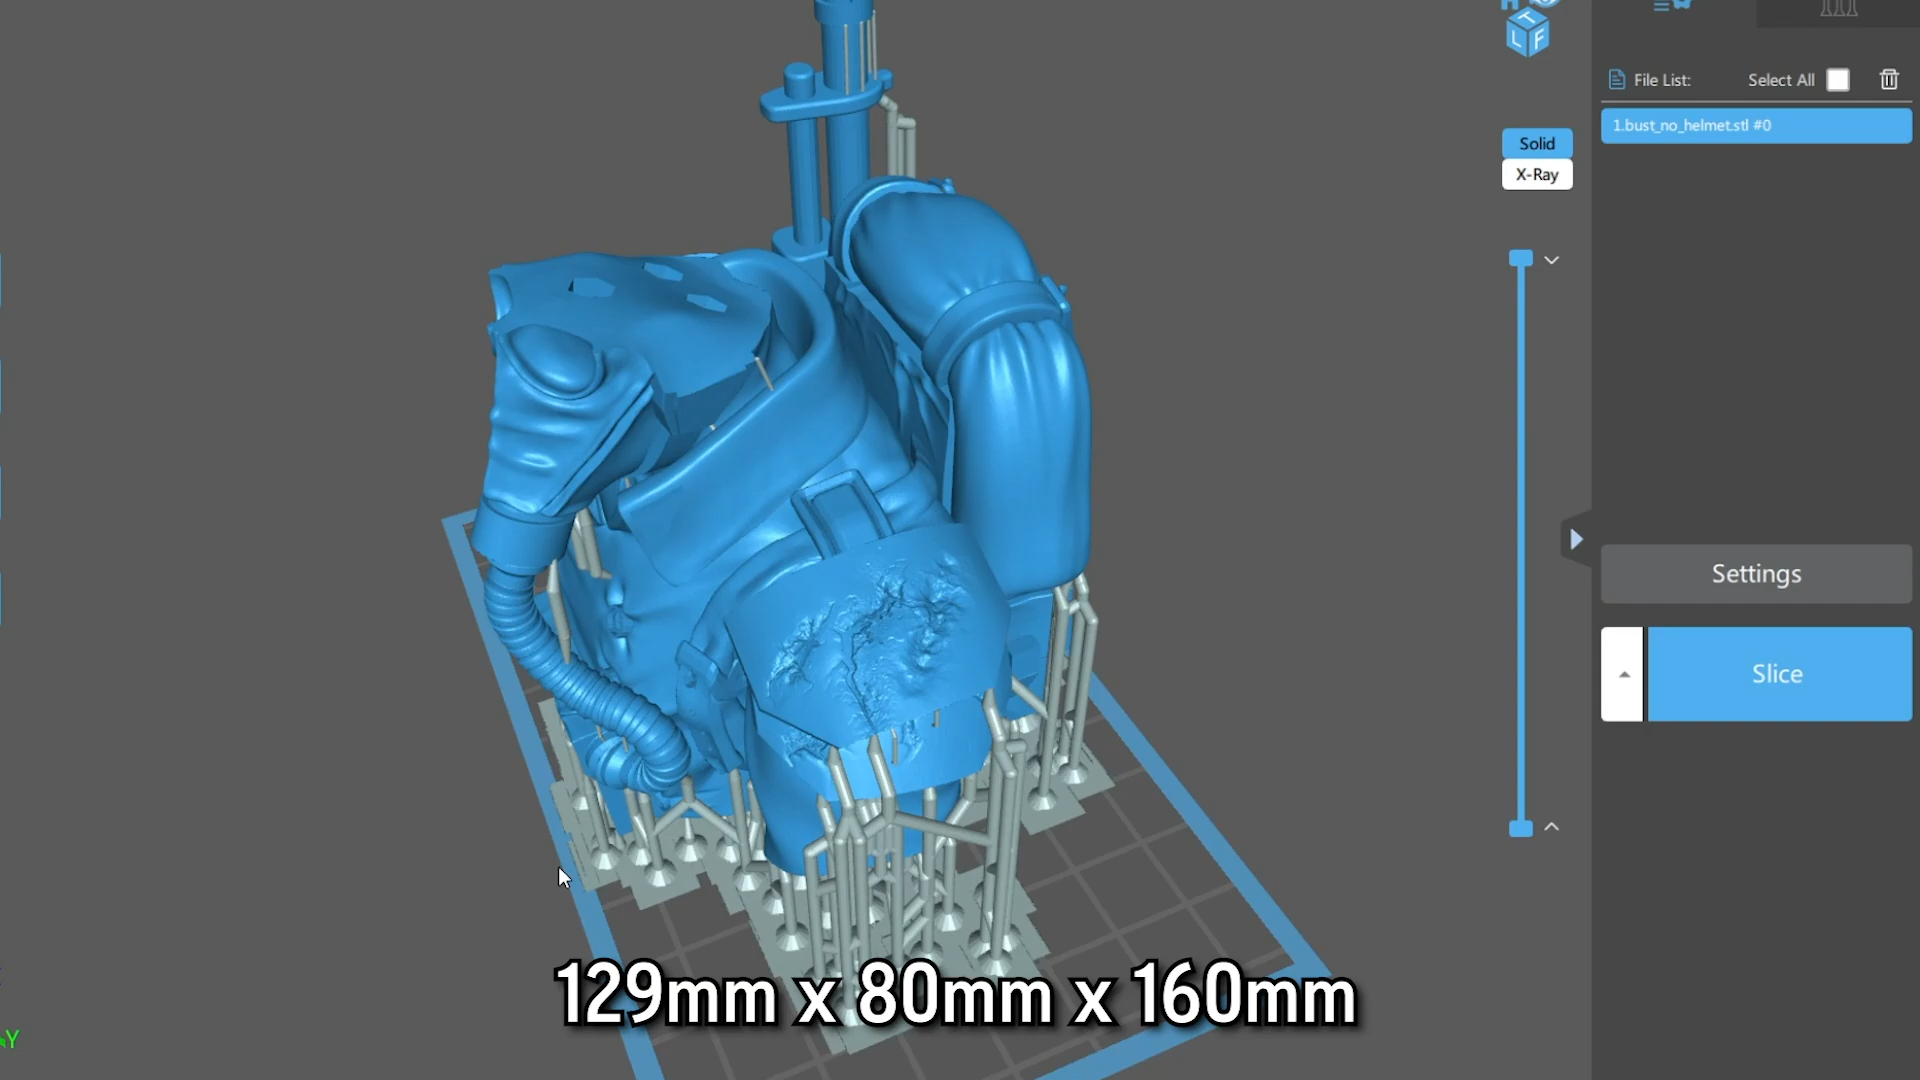 T
L F
File List:
Select All
1.bust_no_helmet.stl #0
Solid
X-Ray
Settings
Slice
129mm x 80mm x 160mm
Y